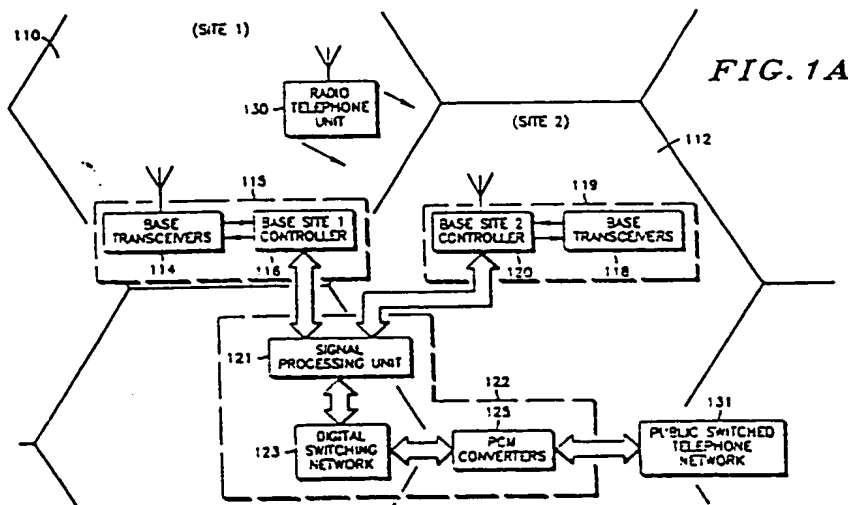 110
(SITE 1)
FIG. 1A
130
RADIO
TELEPHONE
UNIT
(SITE 2)
112
115
119
BASE
TRANSCEIVERS
BASE SITE 1
CONTROLLER
BASE SITE 2
CONTROLLER
BASE
TRANSCEIVERS
114
116
120
118
121
SIGNAL
PROCESSING UNIT
122
125
131
123
DIGITAL
SWITCHING
NETWORK
PCM
CONVERTERS
PUBLIC SWITCHED
TELEPHONE
NETWORK